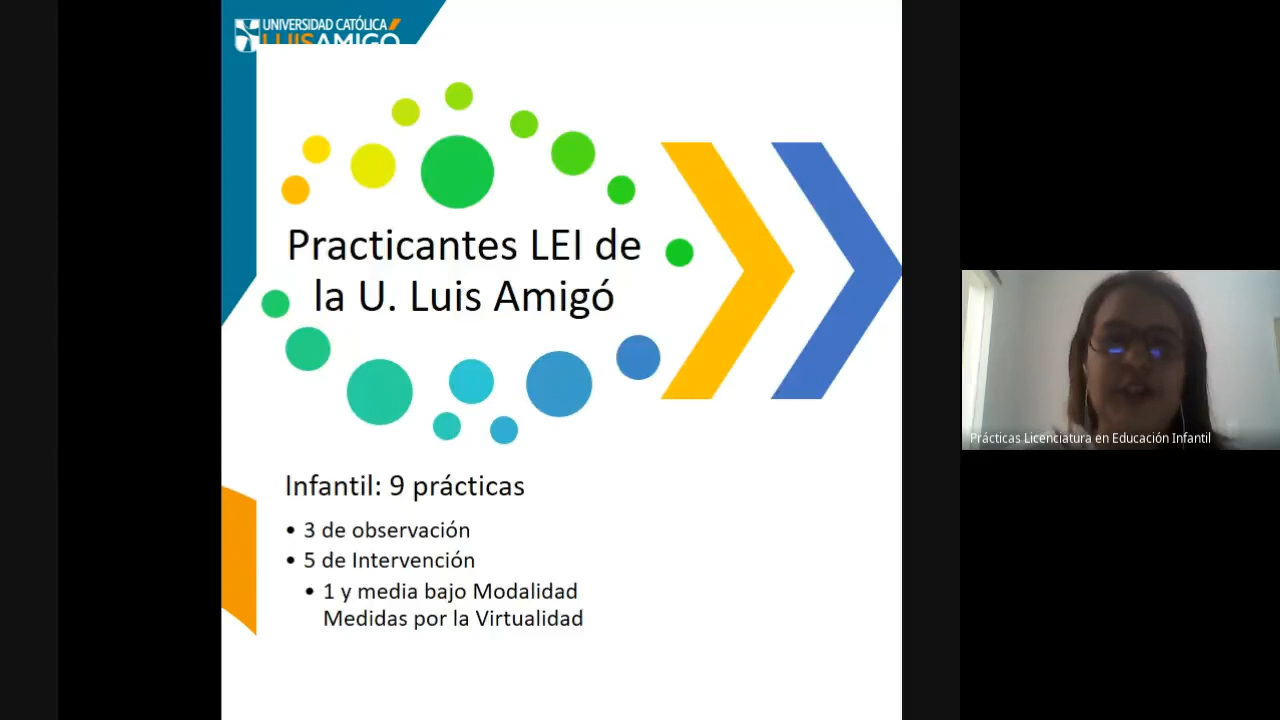 UNIVERSIDAD CATÓLICA
LUIS AMIGÓ
Practicantes LEI de
la U. Luis Amigó
Infantil: 9 prácticas
• 3 de observación
• 5 de Intervención
• 1 y media bajo Modalidad
Medidas por la Virtualidad
Prácticas Licenciatura en Educación Infantil